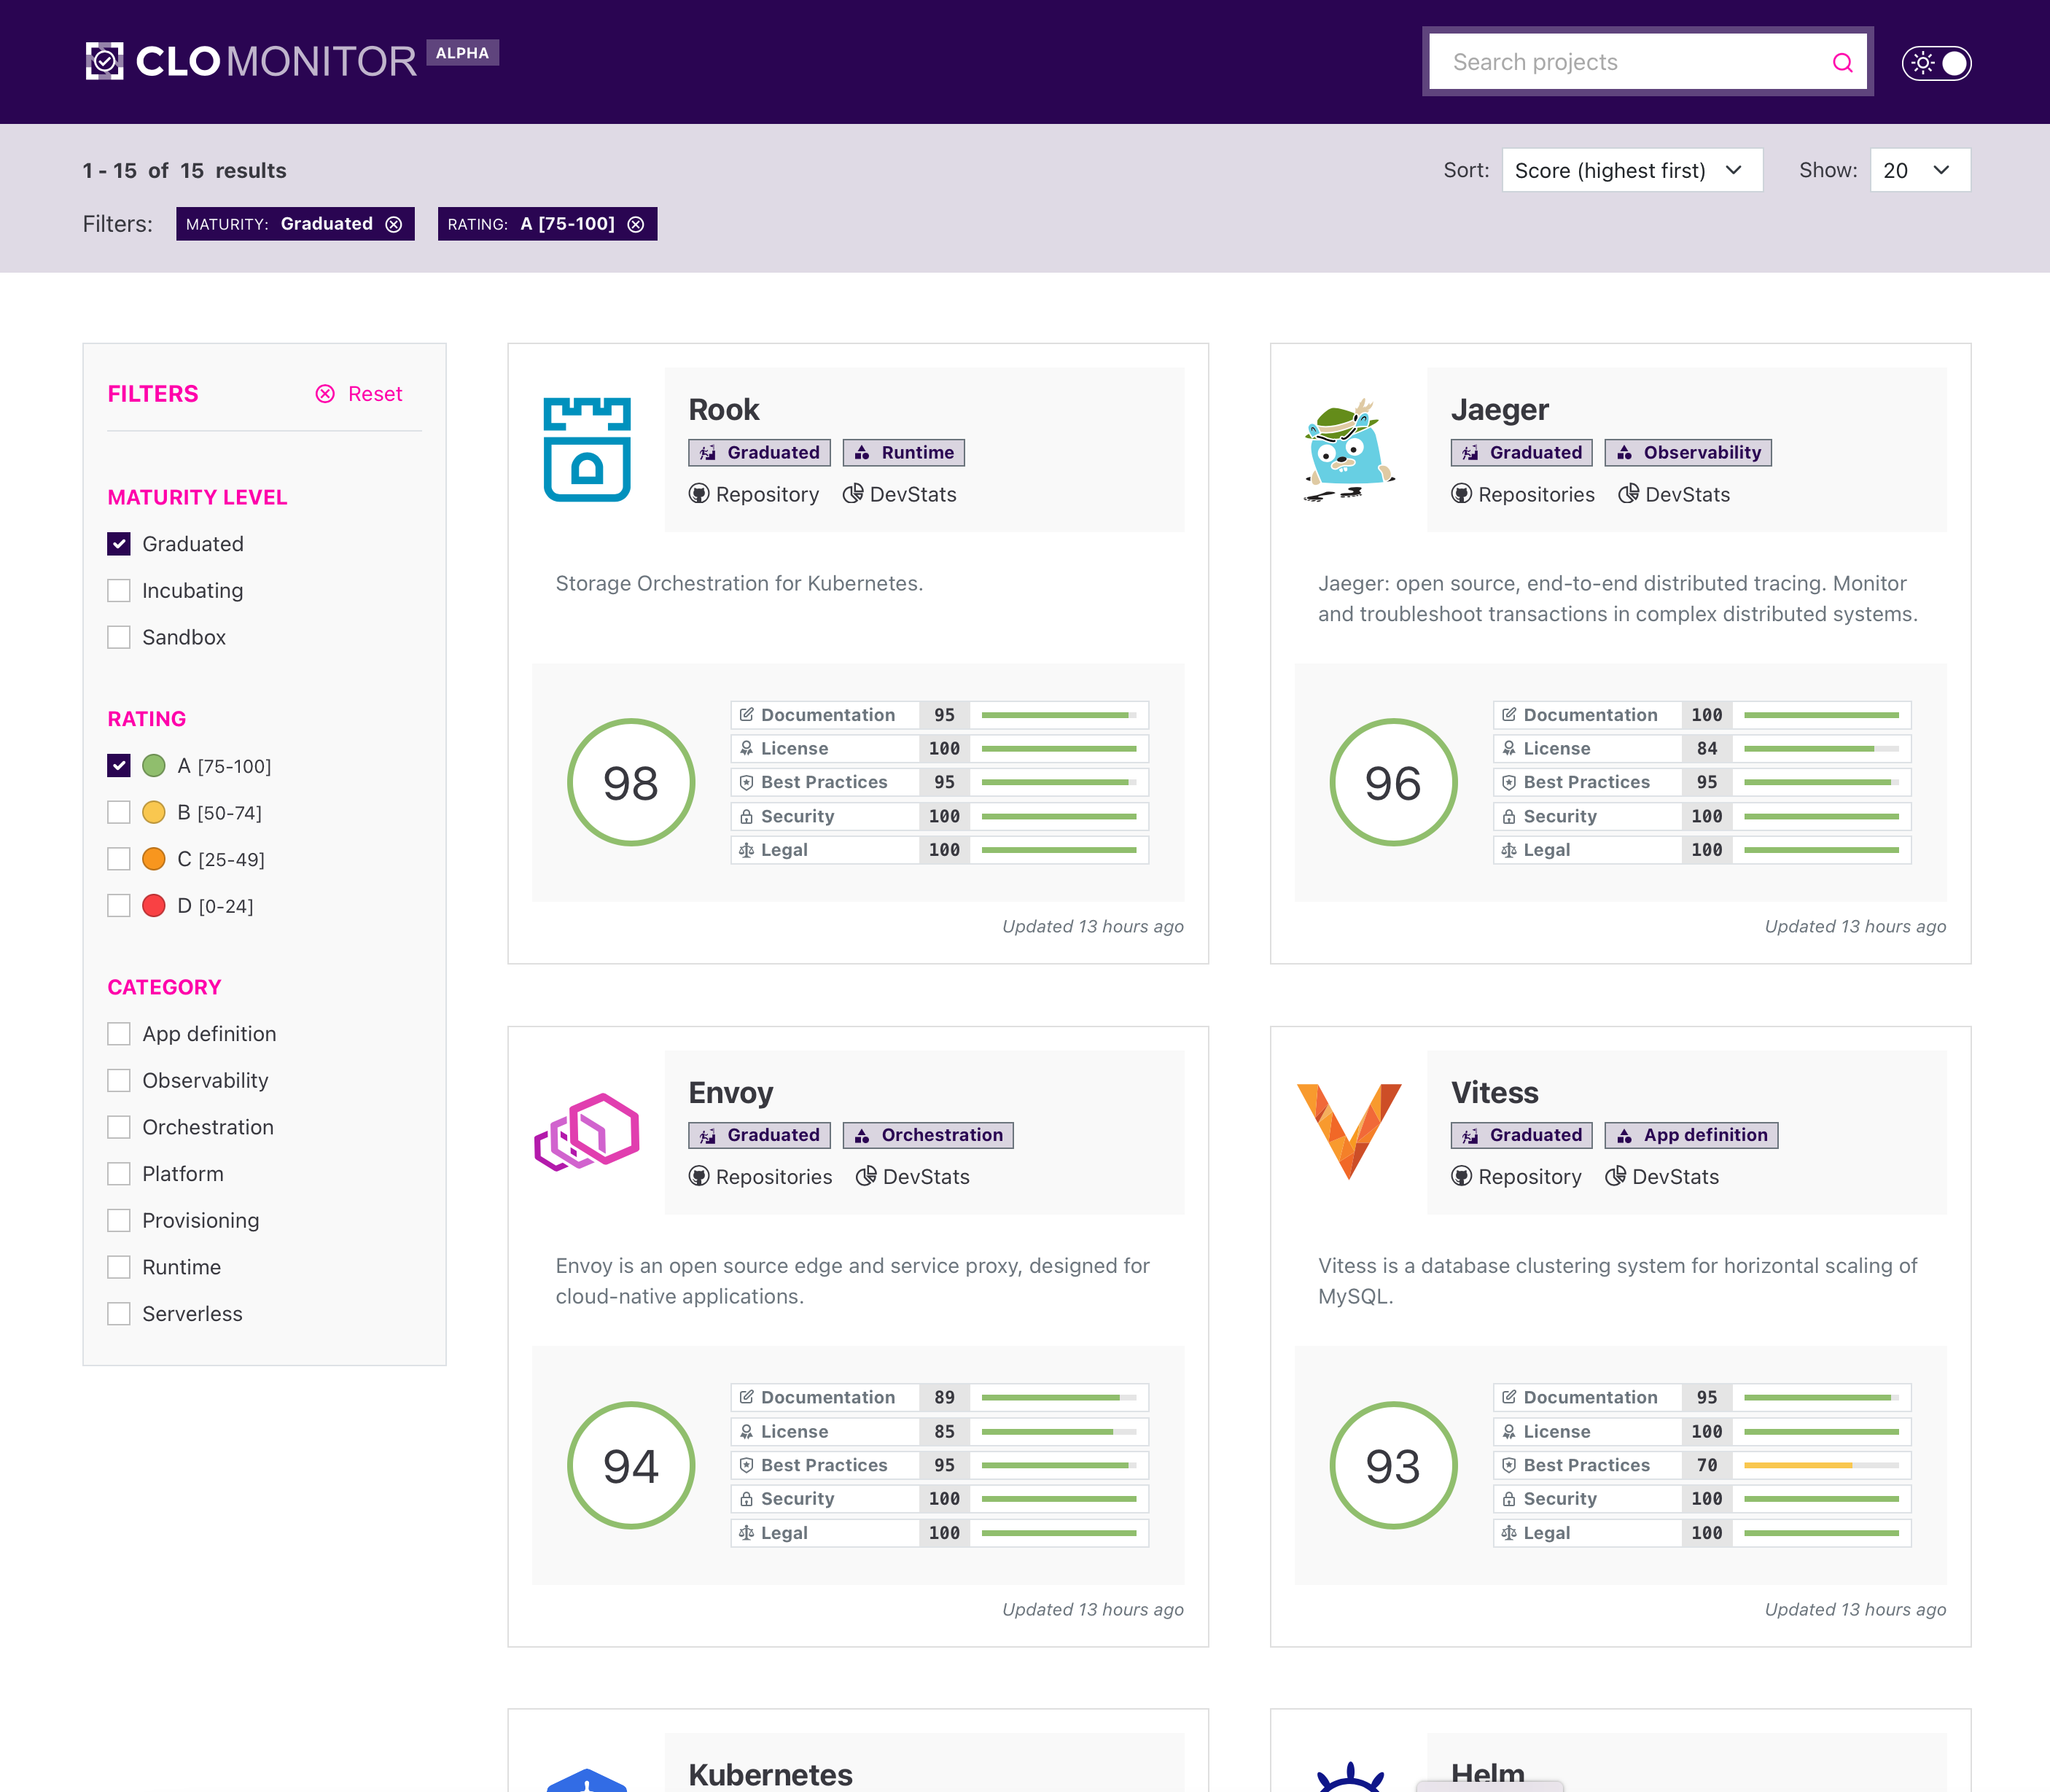 CLOMONITOR ALPHA
Search projects
1 - 15 of 15 results
Sort: Score (highest first) Show: 20
Filters: MATURITY: Graduated RATING: A [75-100]
FILTERS Reset
MATURITY LEVEL
Graduated
Incubating
Sandbox
RATING
A [75-100]
B [50-74]
C [25-49]
D [0-24]
CATEGORY
App definition
Observability
Orchestration
Platform
Provisioning
Runtime
Serverless
Rook
Graduated Runtime
Repository DevStats
Storage Orchestration for Kubernetes.
98
Documentation 95
License 100
Best Practices 95
Security 100
Legal 100
Updated 13 hours ago
Jaeger
Graduated Observability
Repositories DevStats
Jaeger: open source, end-to-end distributed tracing. Monitor
and troubleshoot transactions in complex distributed systems.
96
Documentation 100
License 84
Best Practices 95
Security 100
Legal 100
Updated 13 hours ago
Envoy
Graduated Orchestration
Repositories DevStats
Envoy is an open source edge and service proxy, designed for
cloud-native applications.
94
Documentation 89
License 85
Best Practices 95
Security 100
Legal 100
Updated 13 hours ago
Vitess
Graduated App definition
Repository DevStats
Vitess is a database clustering system for horizontal scaling of
MySQL.
93
Documentation 95
License 100
Best Practices 70
Security 100
Legal 100
Updated 13 hours ago
Kubernetes
Helm